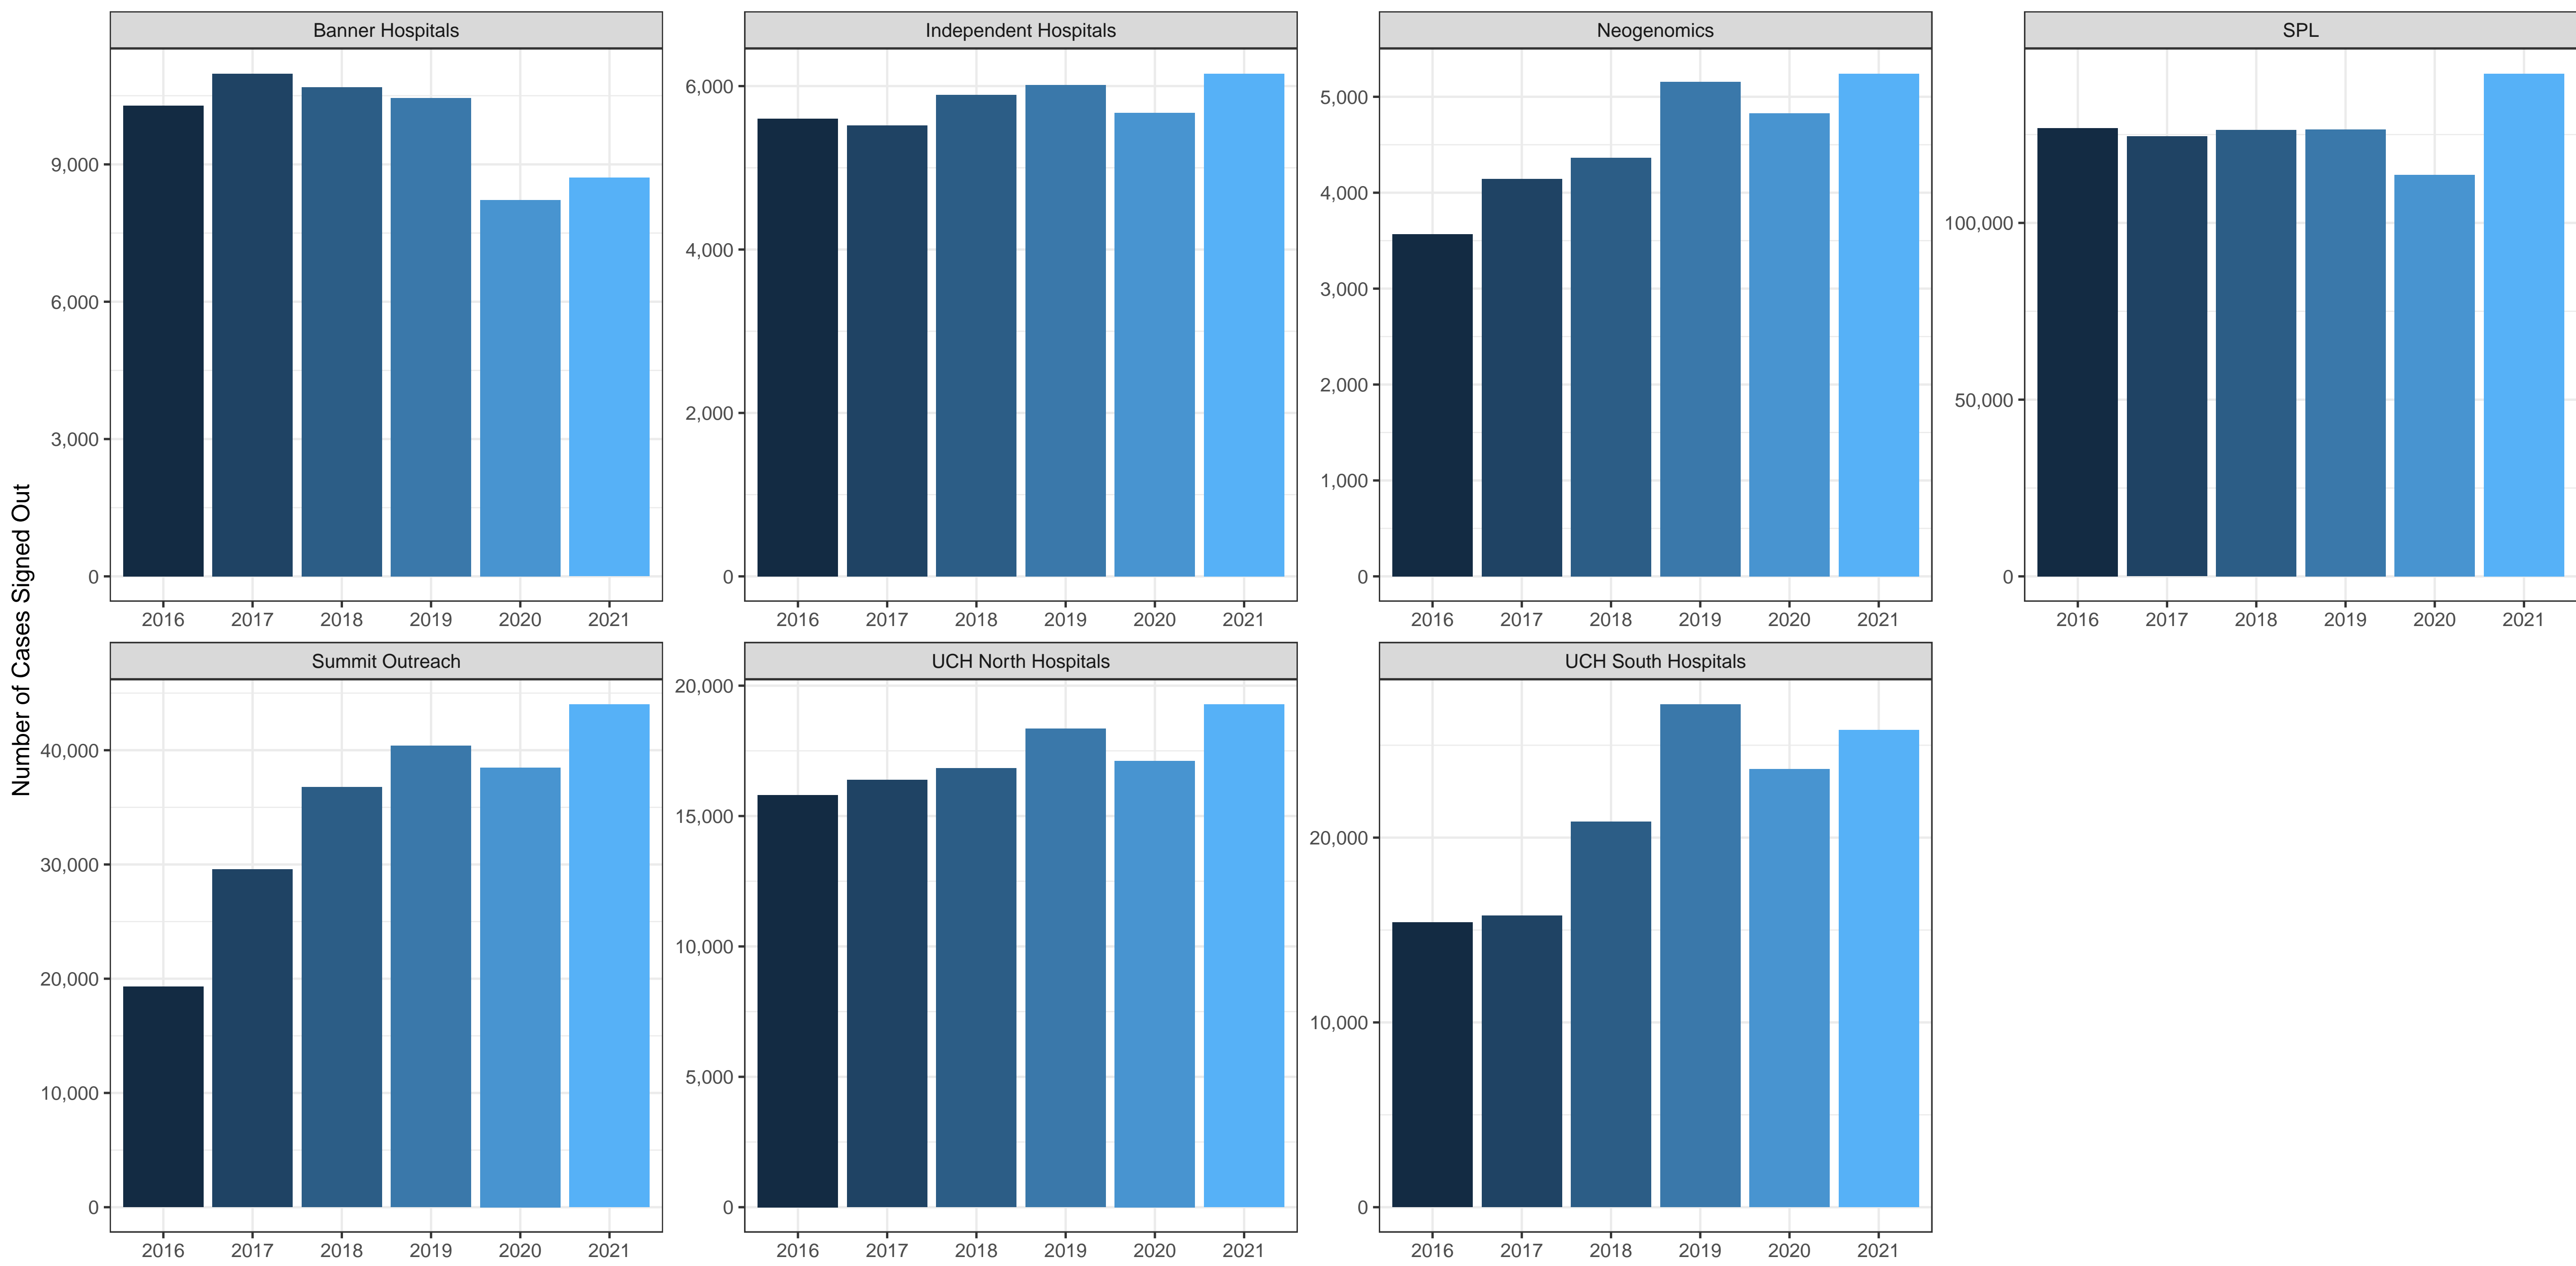 Number of Cases Signed Out
Banner Hospitals
9,000
6,000
3,000
0
2016 2017 2018 2019 2020 2021
Independent Hospitals
6,000
4,000
2,000
0
2016 2017 2018 2019 2020 2021
Neogenomics
5,000
4,000
3,000
2,000
1,000
0
2016 2017 2018 2019 2020 2021
SPL
100,000
50,000
0
2016 2017 2018 2019 2020 2021
Summit Outreach
40,000
30,000
20,000
10,000
0
2016 2017 2018 2019 2020 2021
UCH North Hospitals
20,000
15,000
10,000
5,000
0
2016 2017 2018 2019 2020 2021
UCH South Hospitals
20,000
10,000
0
2016 2017 2018 2019 2020 2021